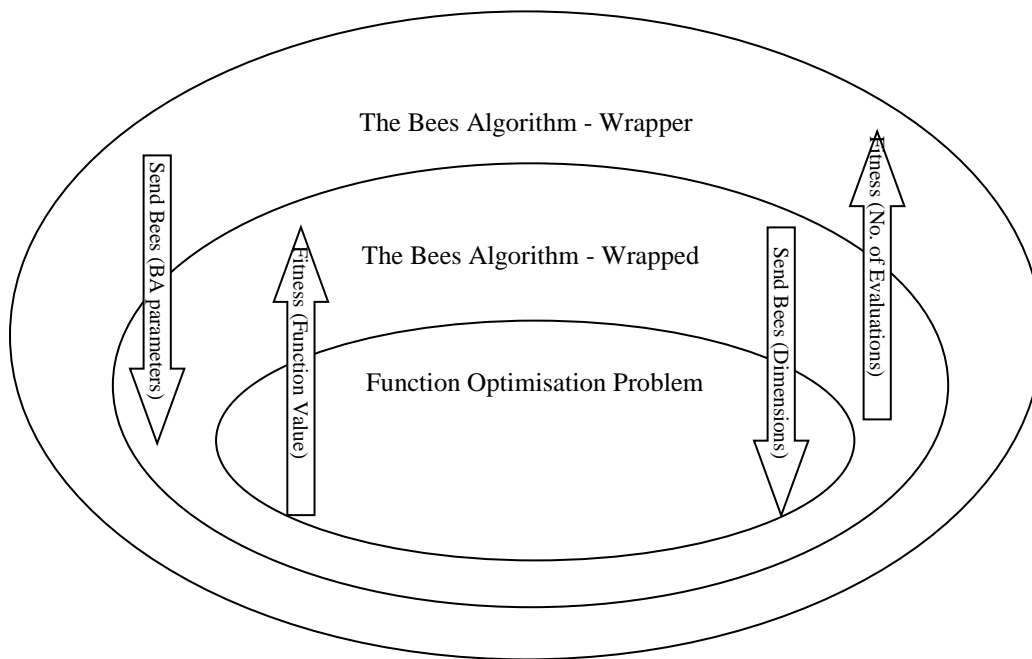 The Bees Algorithm - Wrapper
Send Bees (BA parameters)
Fitness (No. of Evaluations)
The Bees Algorithm - Wrapped
Fitness (Function Value)
Send Bees (Dimensions)
Function Optimisation Problem